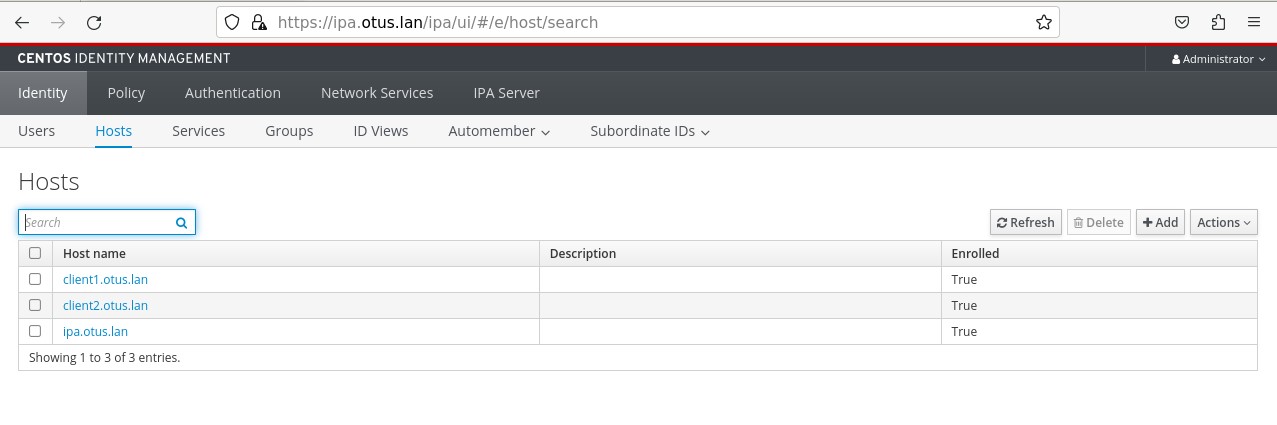 https://ipa.otus.lan/ipa/ui/#/e/host/search
CENTOS IDENTITY MANAGEMENT Administrator
Identity Policy Authentication Network Services IPA Server
Users Hosts Services Groups ID Views Automember Subordinate IDs
Hosts
Search Refresh Delete Add Actions
Host name Description Enrolled
client1.otus.lan True
client2.otus.lan True
ipa.otus.lan True
Showing 1 to 3 of 3 entries.